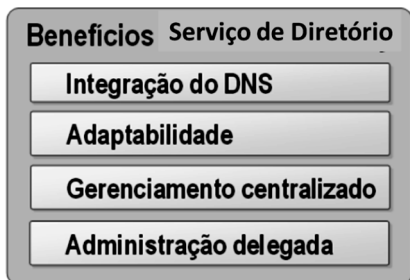 Benefícios Serviço de Diretório
Integração do DNS
Adaptabilidade
Gerenciamento centralizado
Administração delegada